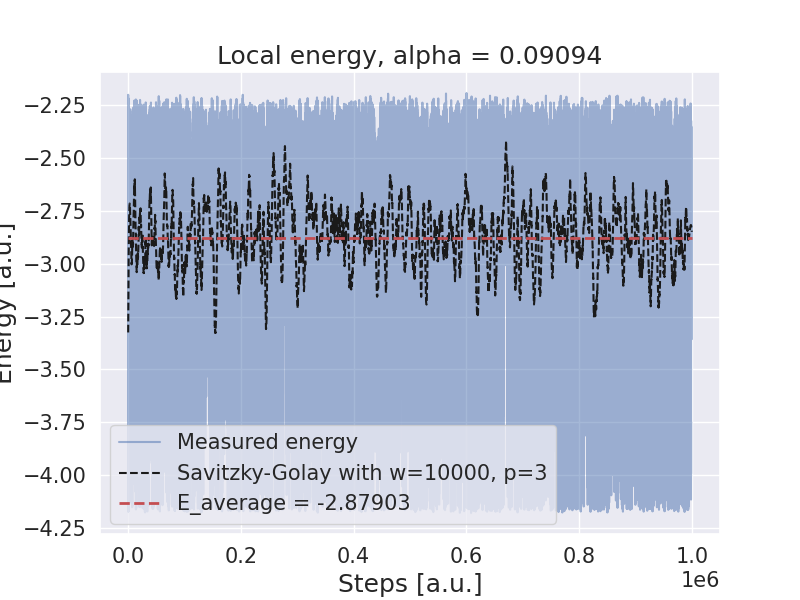 Local energy, alpha = 0.09094
Energy [a.u.]
−2.25
−2.50
−2.75
−3.00
−3.25
−3.50
−3.75
−4.00
−4.25
Measured energy
Savitzky-Golay with w=10000, p=3
E_average = -2.87903
0.0 0.2 0.4 0.6 0.8 1.0
1e6
Steps [a.u.]